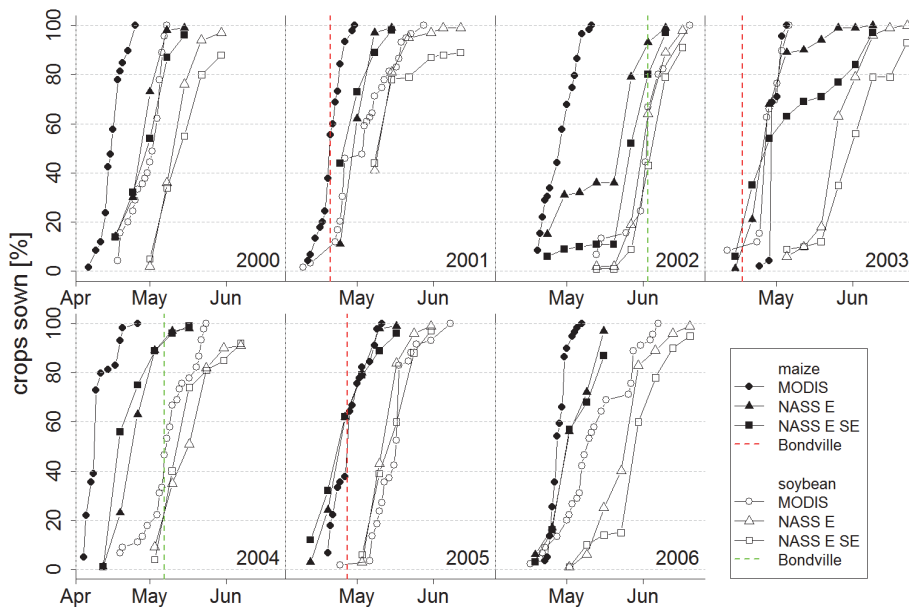 crops sown [%]
100
80
60
40
20
0
2000
2001
2002
2003
Apr May Jun
May Jun
May Jun
May Jun
100
80
60
40
20
0
2004
2005
2006
Apr May Jun
May Jun
May Jun
maize
MODIS
NASS E
NASS E SE
Bondville
soybean
MODIS
NASS E
NASS E SE
Bondville